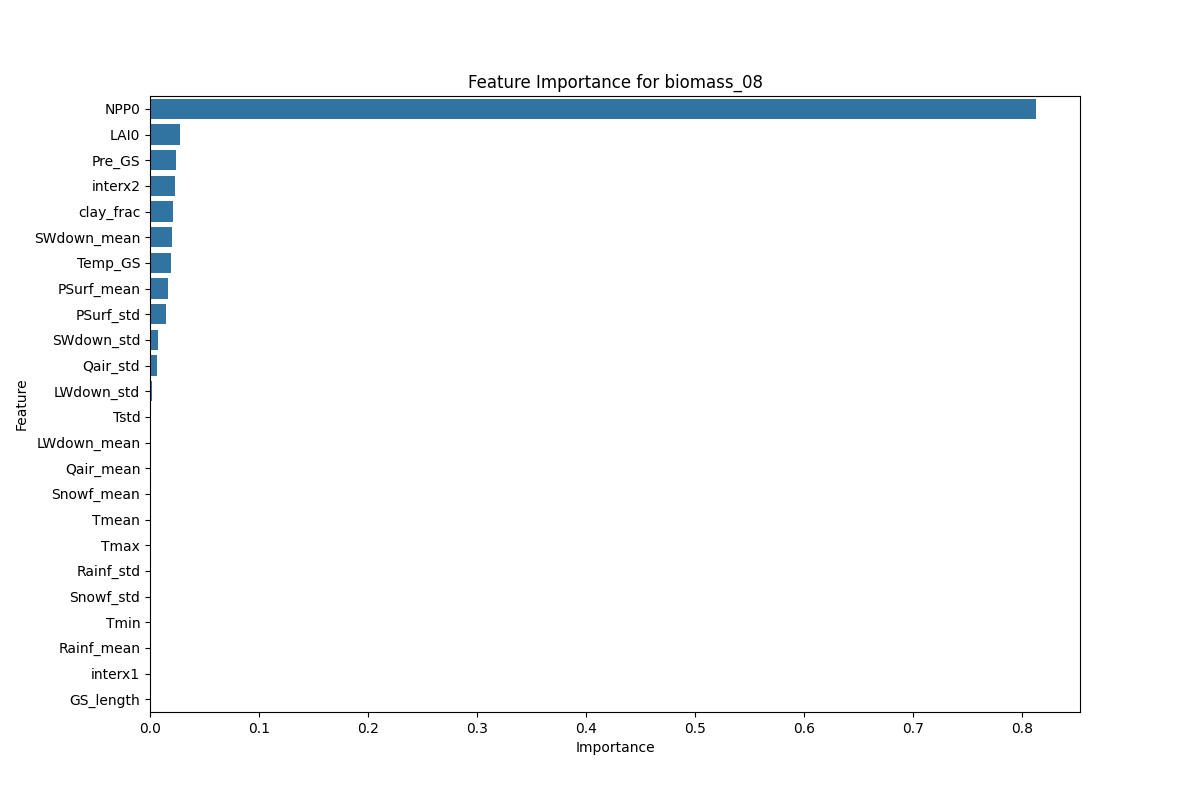 Feature Importance for biomass_08
NPP0
LAI0
Pre_GS
interx2
clay_frac
SWdown_mean
Temp_GS
PSurf_mean
PSurf_std
SWdown_std
Qair_std
LWdown_std
Tstd
LWdown_mean
Qair_mean
Snowf_mean
Tmean
Tmax
Rainf_std
Snowf_std
Tmin
Rainf_mean
interx1
GS_length
Feature
0.0 0.1 0.2 0.3 0.4 0.5 0.6 0.7 0.8
Importance